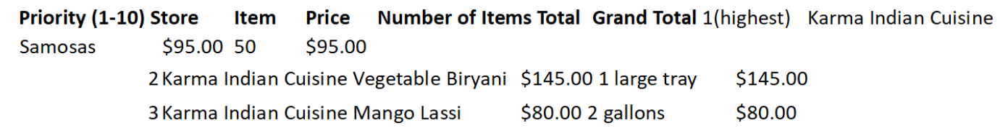 Priority (1-10) Store Item Price Number of Items Total Grand Total 1(highest) Karma Indian Cuisine
Samosas $95.00 50 $95.00
2 Karma Indian Cuisine Vegetable Biryani $145.00 1 large tray $145.00
3 Karma Indian Cuisine Mango Lassi $80.00 2 gallons $80.00